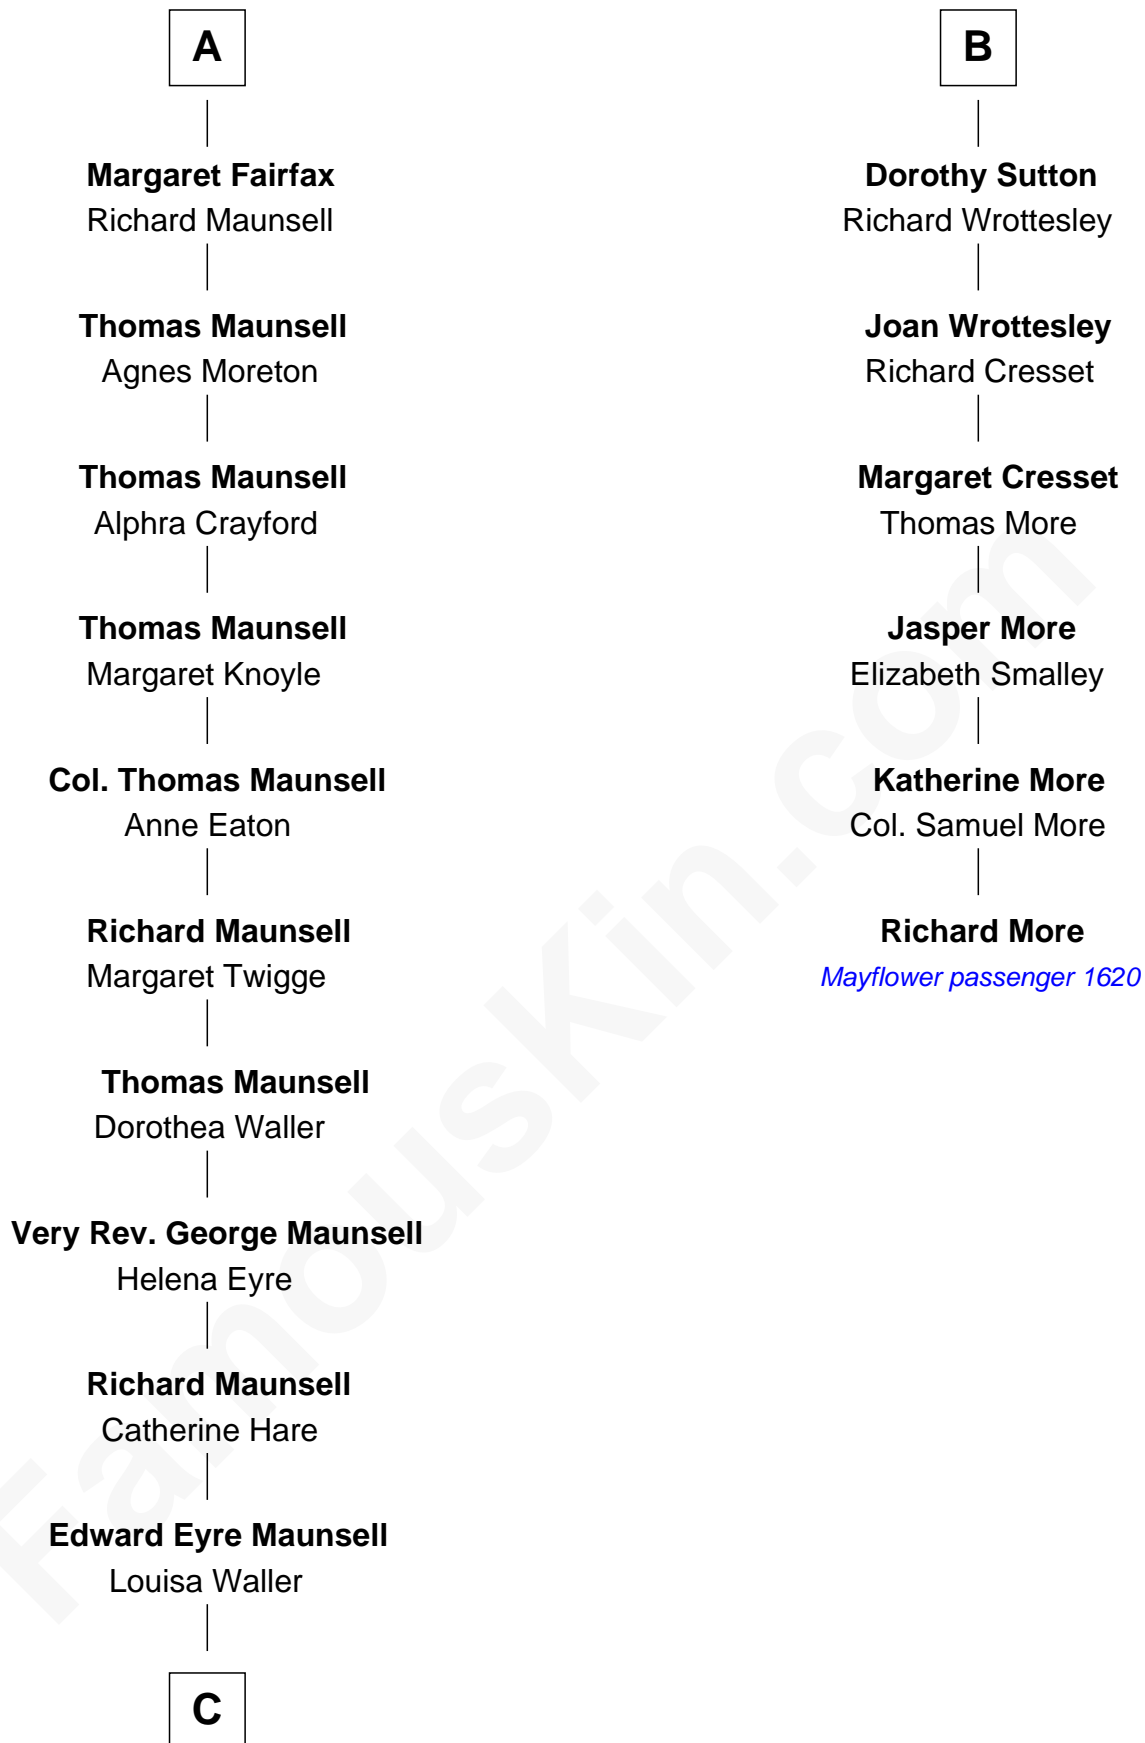 A
Margaret Fairfax
Richard Maunsell
Thomas Maunsell
Agnes Moreton
Thomas Maunsell
Alphra Crayford
Thomas Maunsell
Margaret Knoyle
Col. Thomas Maunsell
Anne Eaton
Richard Maunsell
Margaret Twigge
Thomas Maunsell
Dorothea Waller
Very Rev. George Maunsell
Helena Eyre
Richard Maunsell
Catherine Hare
Edward Eyre Maunsell
Louisa Waller
C
B
Dorothy Sutton
Richard Wrottesley
Joan Wrottesley
Richard Cresset
Margaret Cresset
Thomas More
Jasper More
Elizabeth Smalley
Katherine More
Col. Samuel More
Richard More
Mayflower passenger 1620
FamousKin.com